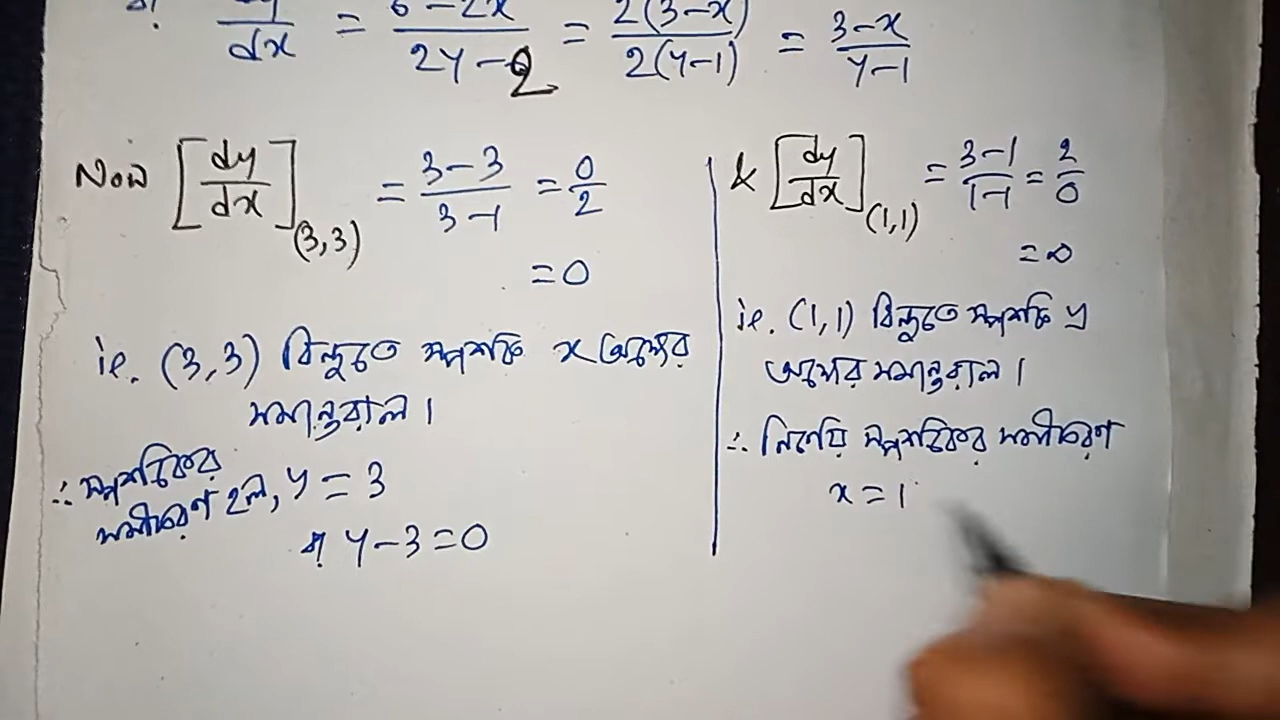 বা. dy/dx = 6-2x/2y-2 = 2(3-x)/2(y-1) = 3-x/y-1
Now [dy/dx](3,3) = 3-3/3-1 = 0/2
= 0
ie. (3,3) বিন্দুতে স্পর্শক x অক্ষের
সমান্তরাল।
∴ স্পর্শকের
সমীকরণ হল, y = 3
বা y-3=0
& [dy/dx](1,1) = 3-1/1-1 = 2/0
= ∞
ie. (1,1) বিন্দুতে স্পর্শকটি y
অক্ষের সমান্তরাল।
∴ নির্ণেয় স্পর্শকের সমীকরণ
x = 1